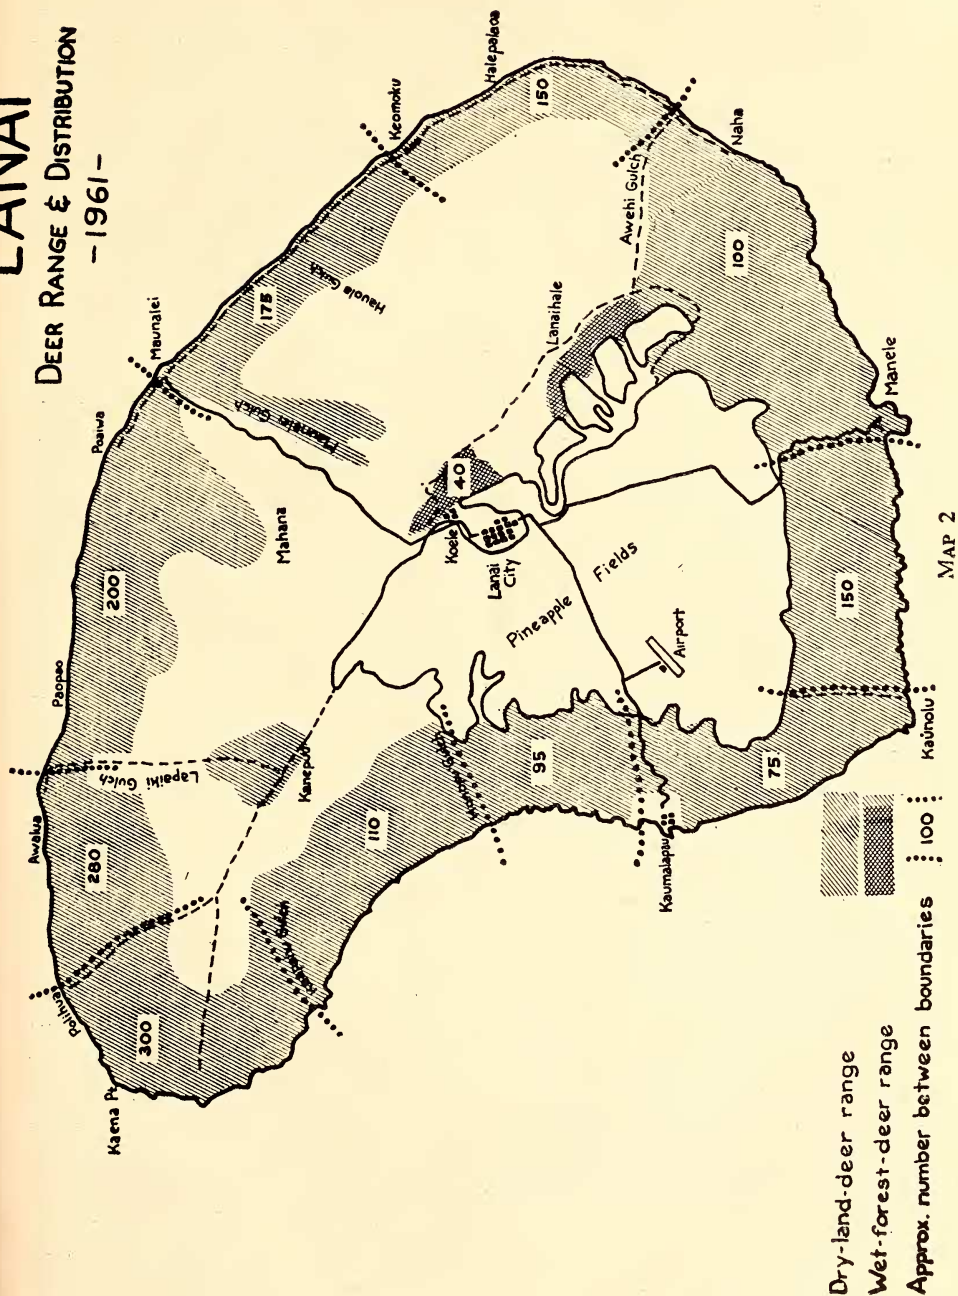 LANAI
DEER RANGE & DISTRIBUTION
-1961-
Halepalaoa
Keomoku
Maunalei
Poaiwa
Paopao
Awalua
Polihua
Kaena Pt.
150
175
Hauola Gulch
Maunalei Gulch
Naha
Awehi Gulch
100
Lanaihale
Mahana
200
40
Koele
Lanai
City
Lapaiki Gulch
Kanepuu
280
300
110
95
75
150
Pineapple Fields
Airport
Manele
Kaunolu
Kaumalapau
Dry-land-deer range
Wet-forest-deer range
Approx. number between boundaries 100
MAP 2